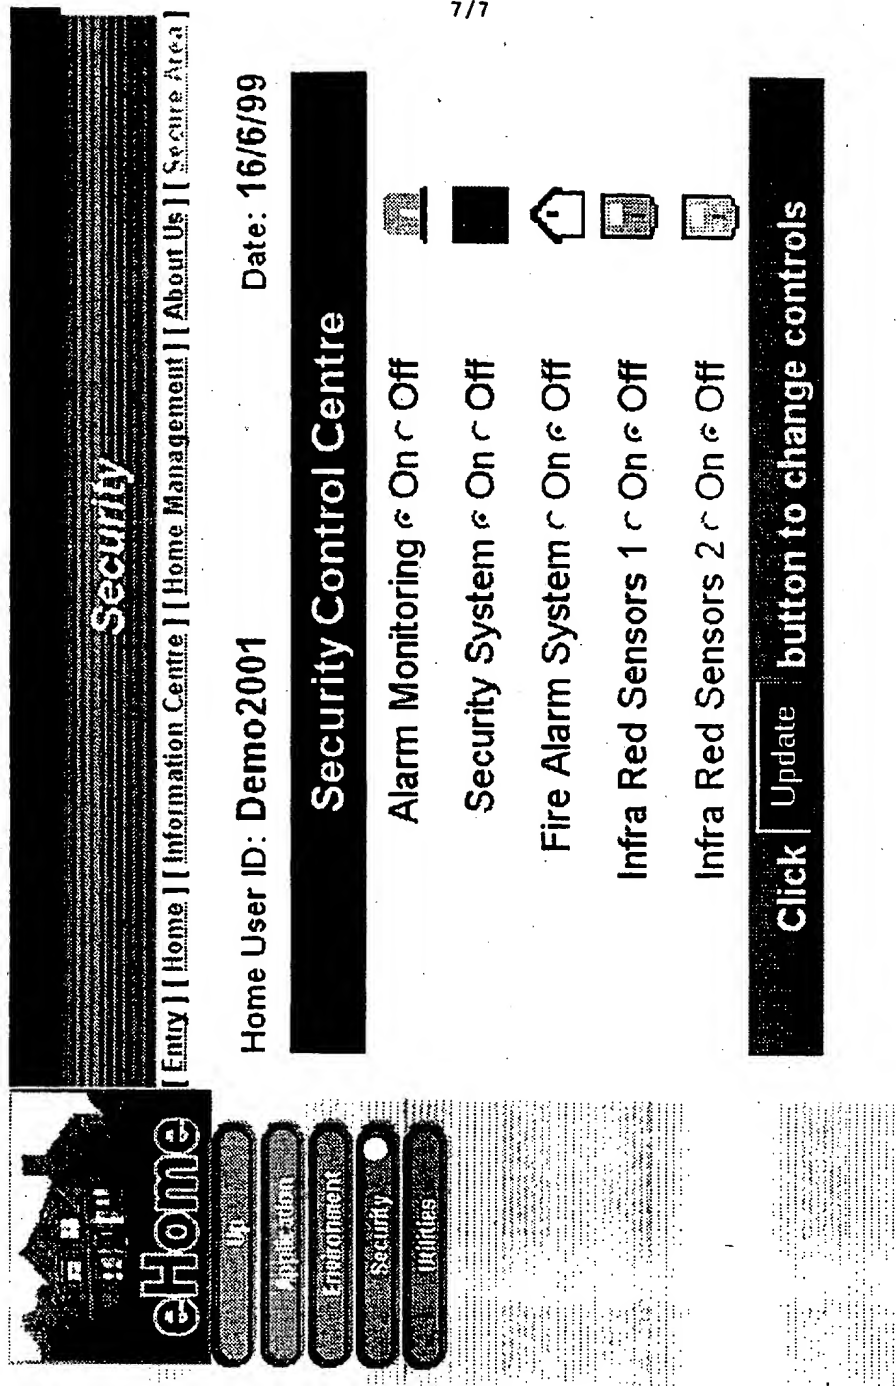 7/7
Security
[ Entry ] [ Home ] [ Information Centre ] [ Home Management ] [ About Us ] [ Secure Area ]
eHome
Up
Application
Environment
Security
Utilities
Home User ID: Demo2001 Date: 16/6/99
Security Control Centre
Alarm Monitoring On Off
Security System On Off
Fire Alarm System On Off
Infra Red Sensors 1 On Off
Infra Red Sensors 2 On Off
Click Update button to change controls